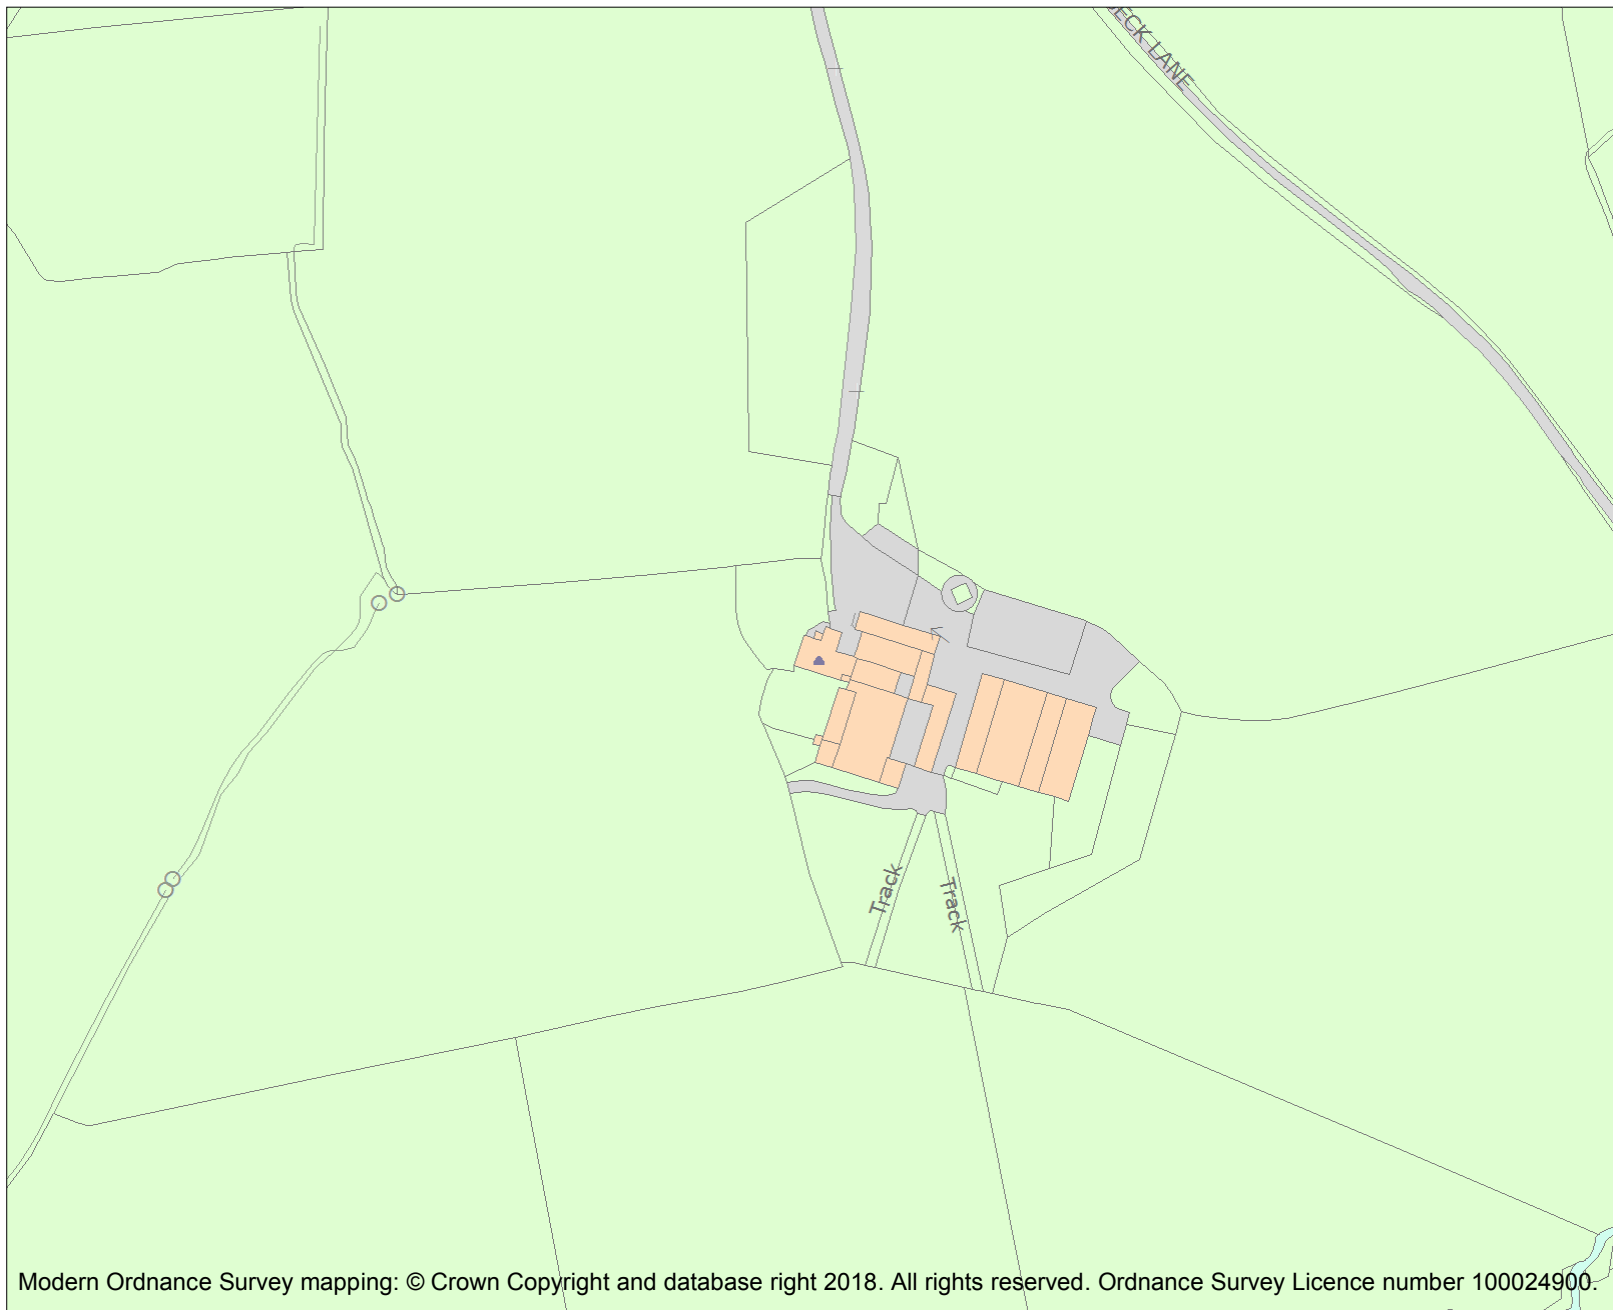 LANE
Track
Track
Modern Ordnance Survey mapping: © Crown Copyright and database right 2018. All rights reserved. Ordnance Survey Licence number 100024900.